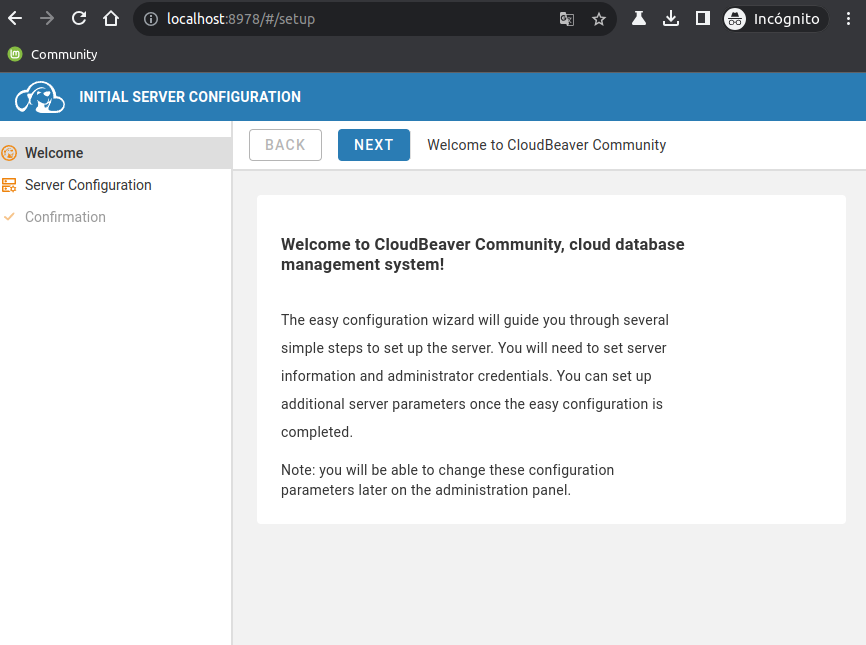 localhost:8978/#/setup
Incógnito
Community
INITIAL SERVER CONFIGURATION
Welcome
Server Configuration
Confirmation
BACK
NEXT
Welcome to CloudBeaver Community
Welcome to CloudBeaver Community, cloud database
management system!
The easy configuration wizard will guide you through several
simple steps to set up the server. You will need to set server
information and administrator credentials. You can set up
additional server parameters once the easy configuration is
completed.
Note: you will be able to change these configuration
parameters later on the administration panel.